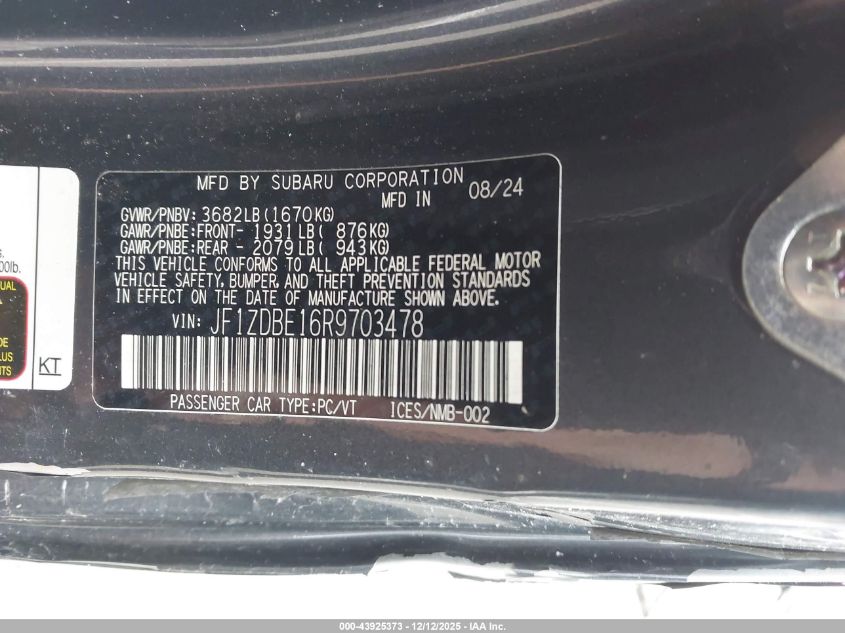 MFD BY SUBARU CORPORATION
MFD IN 08/24
GVWR/PNBV: 3682LB(1670KG)
GAWR/PNBE:FRONT- 1931LB( 876KG)
GAWR/PNBE:REAR - 2079LB( 943KG)
THIS VEHICLE CONFORMS TO ALL APPLICABLE FEDERAL MOTOR
VEHICLE SAFETY, BUMPER, AND THEFT PREVENTION STANDARDS
IN EFFECT ON THE DATE OF MANUFACTURE SHOWN ABOVE.
VIN: JF1ZDBE16R9703478
PASSENGER CAR TYPE:PC/VT ICES/NMB-002
KT
000-43925373 - 12/12/2025 - IAA Inc.